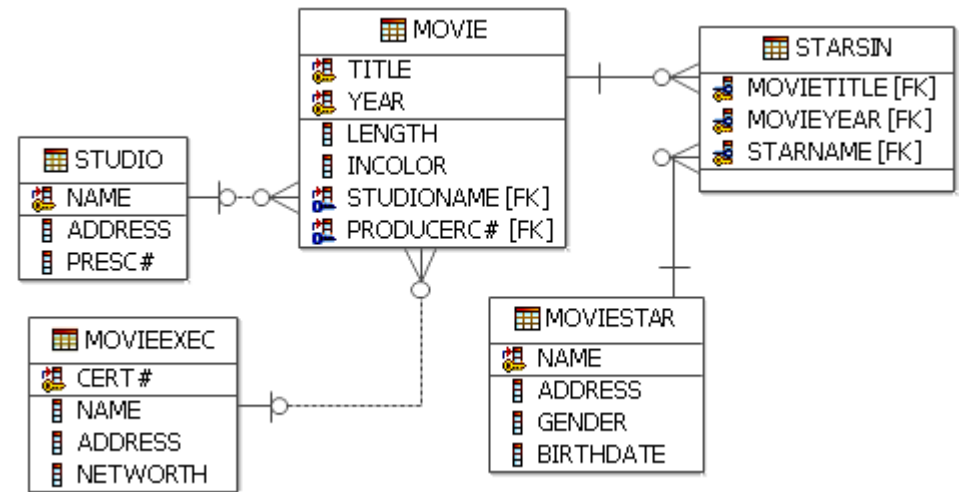 MOVIE
TITLE
YEAR
LENGTH
INCOLOR
STUDIONAME [FK]
PRODUCERC# [FK]
STARSIN
MOVIETITLE [FK]
MOVIEYEAR [FK]
STARNAME [FK]
STUDIO
NAME
ADDRESS
PRESC#
MOVIEEXEC
CERT#
NAME
ADDRESS
NETWORTH
MOVIESTAR
NAME
ADDRESS
GENDER
BIRTHDATE